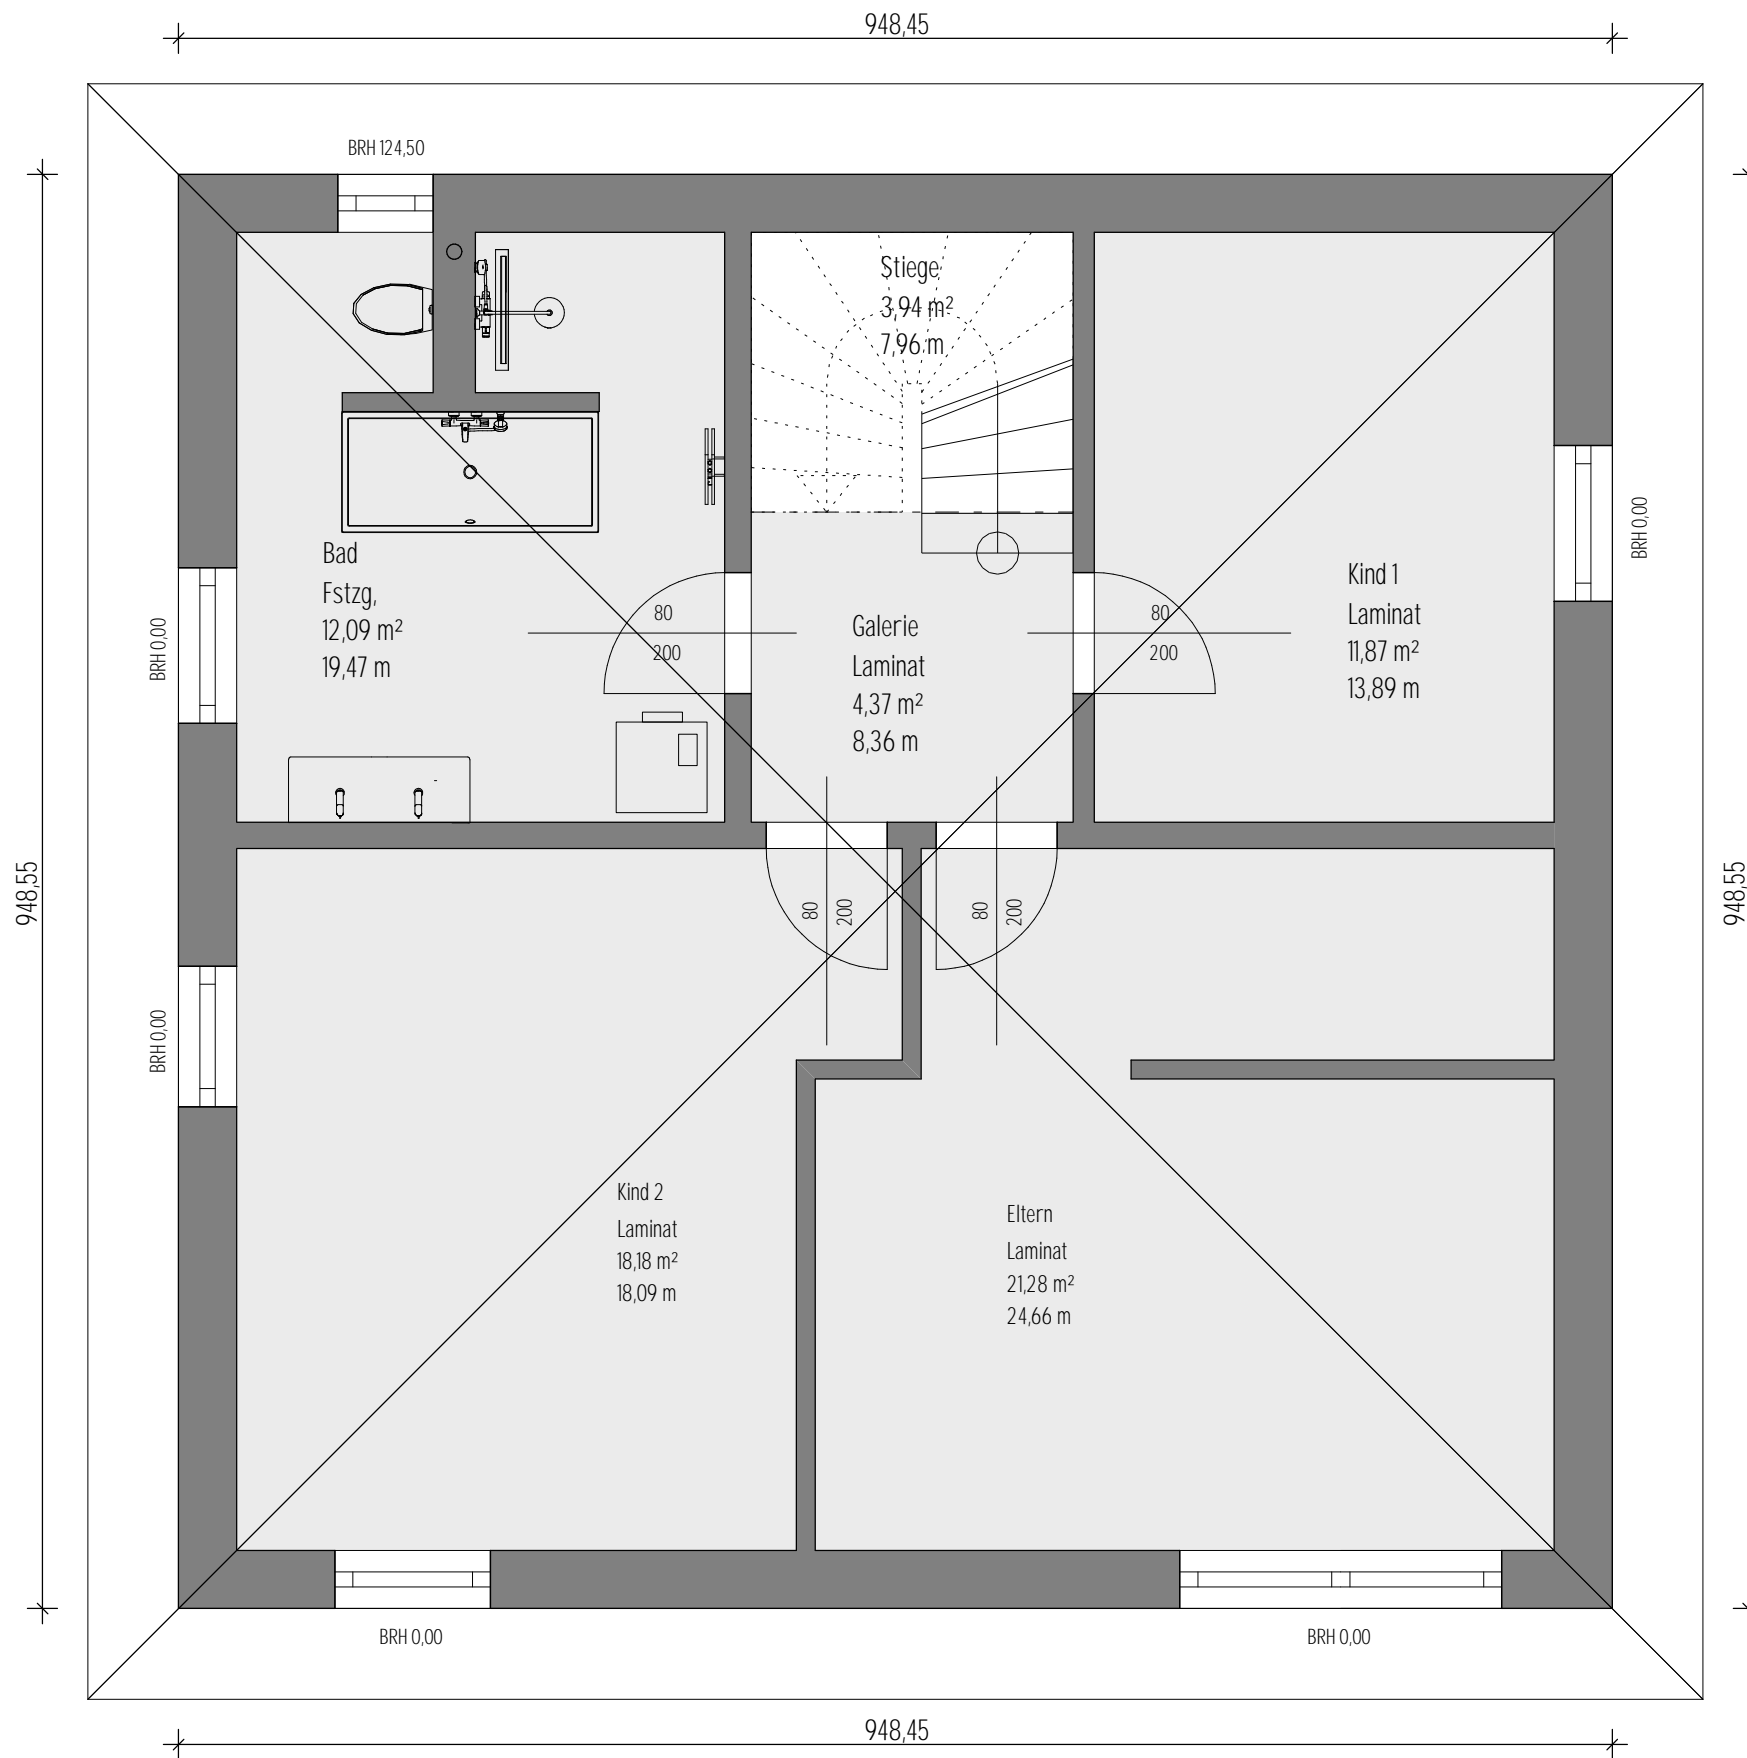 948,45
BRH 124,50
Stiege
3,94 m²
7,96 m
Bad
Fstzg,
12,09 m²
19,47 m
BRH 0,00
80
200
Galerie
Laminat
4,37 m²
8,36 m
80
200
Kind 1
Laminat
11,87 m²
13,89 m
BRH 0,00
948,55
80
200
80
200
948,55
BRH 0,00
Kind 2
Laminat
18,18 m²
18,09 m
Eltern
Laminat
21,28 m²
24,66 m
BRH 0,00
BRH 0,00
948,45